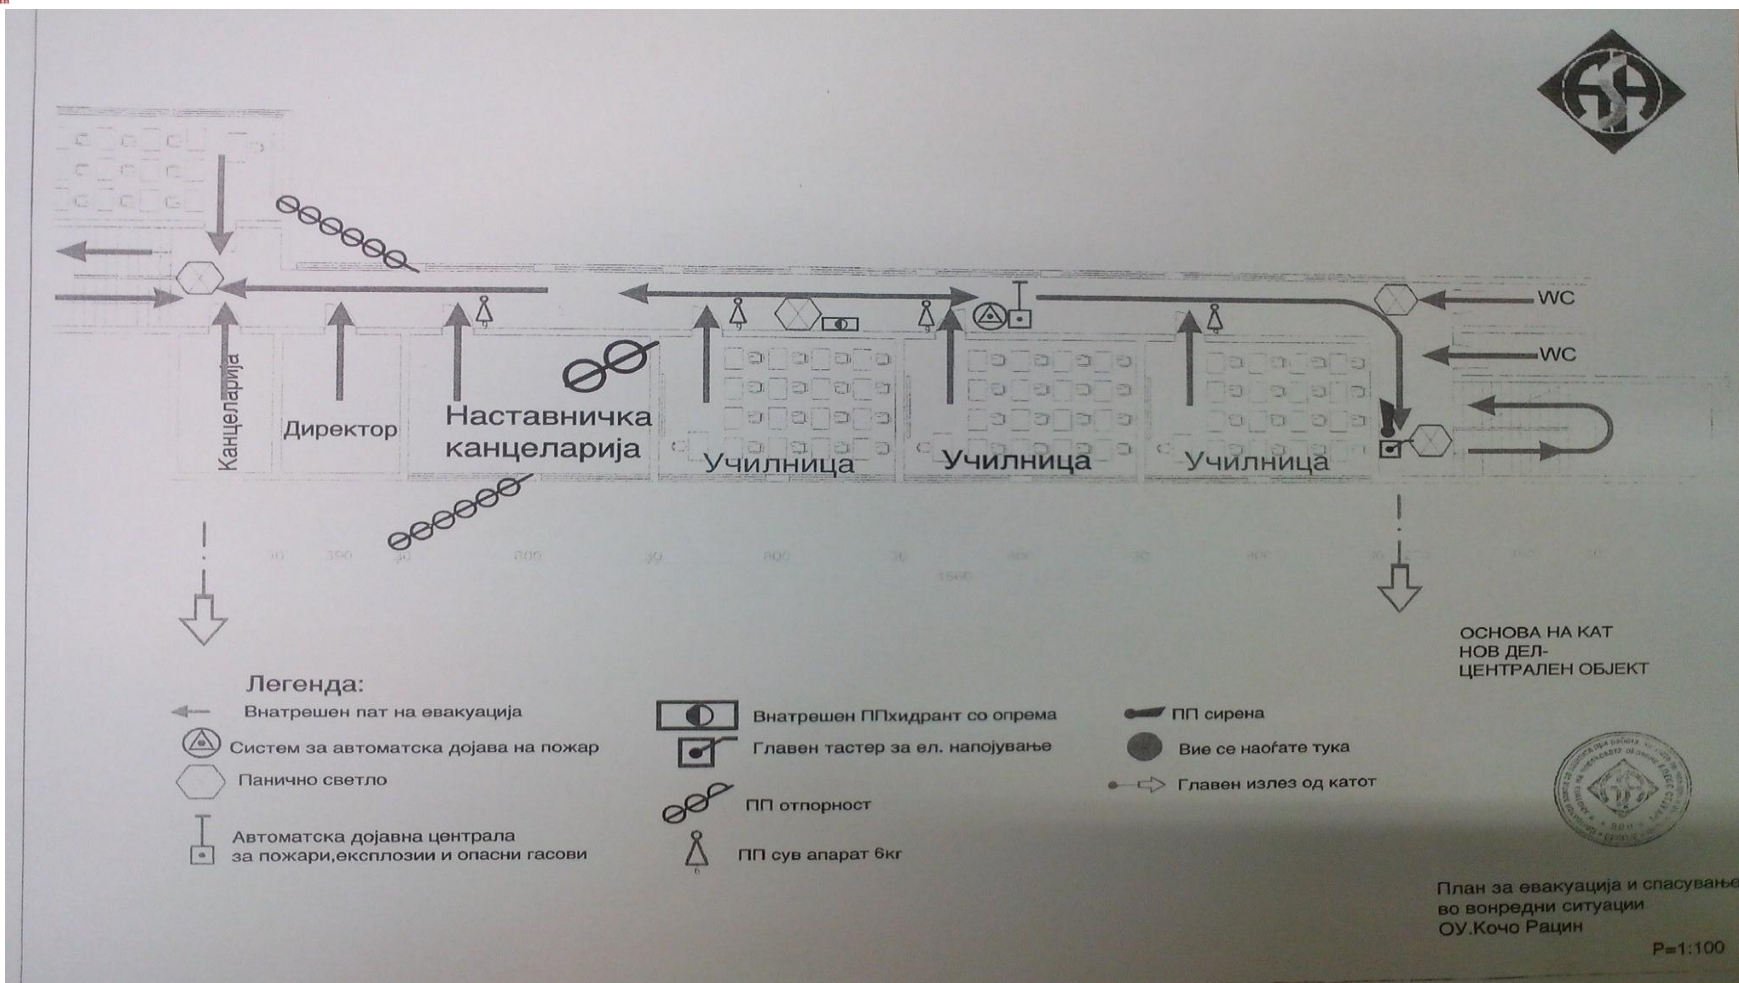 WC
WC
Канцеларија
Директор
Наставничка
канцеларија
Училница
Училница
Училница
ОСНОВА НА КАТ
НОВ ДЕЛ-
ЦЕНТРАЛЕН ОБЈЕКТ
Легенда:
Внатрешен пат на евакуација
Систем за автоматска дојава на пожар
Панично светло
Автоматска дојавна централа
за пожари,експлозии и опасни гасови
Внатрешен ППхидрант со опрема
Главен тастер за ел. напојување
ПП отпорност
ПП сув апарат 6кг
ПП сирена
Вие се наоѓате тука
Главен излез од катот
План за евакуација и спасување
во вонредни ситуации
ОУ.Кочо Рацин
Р=1:100